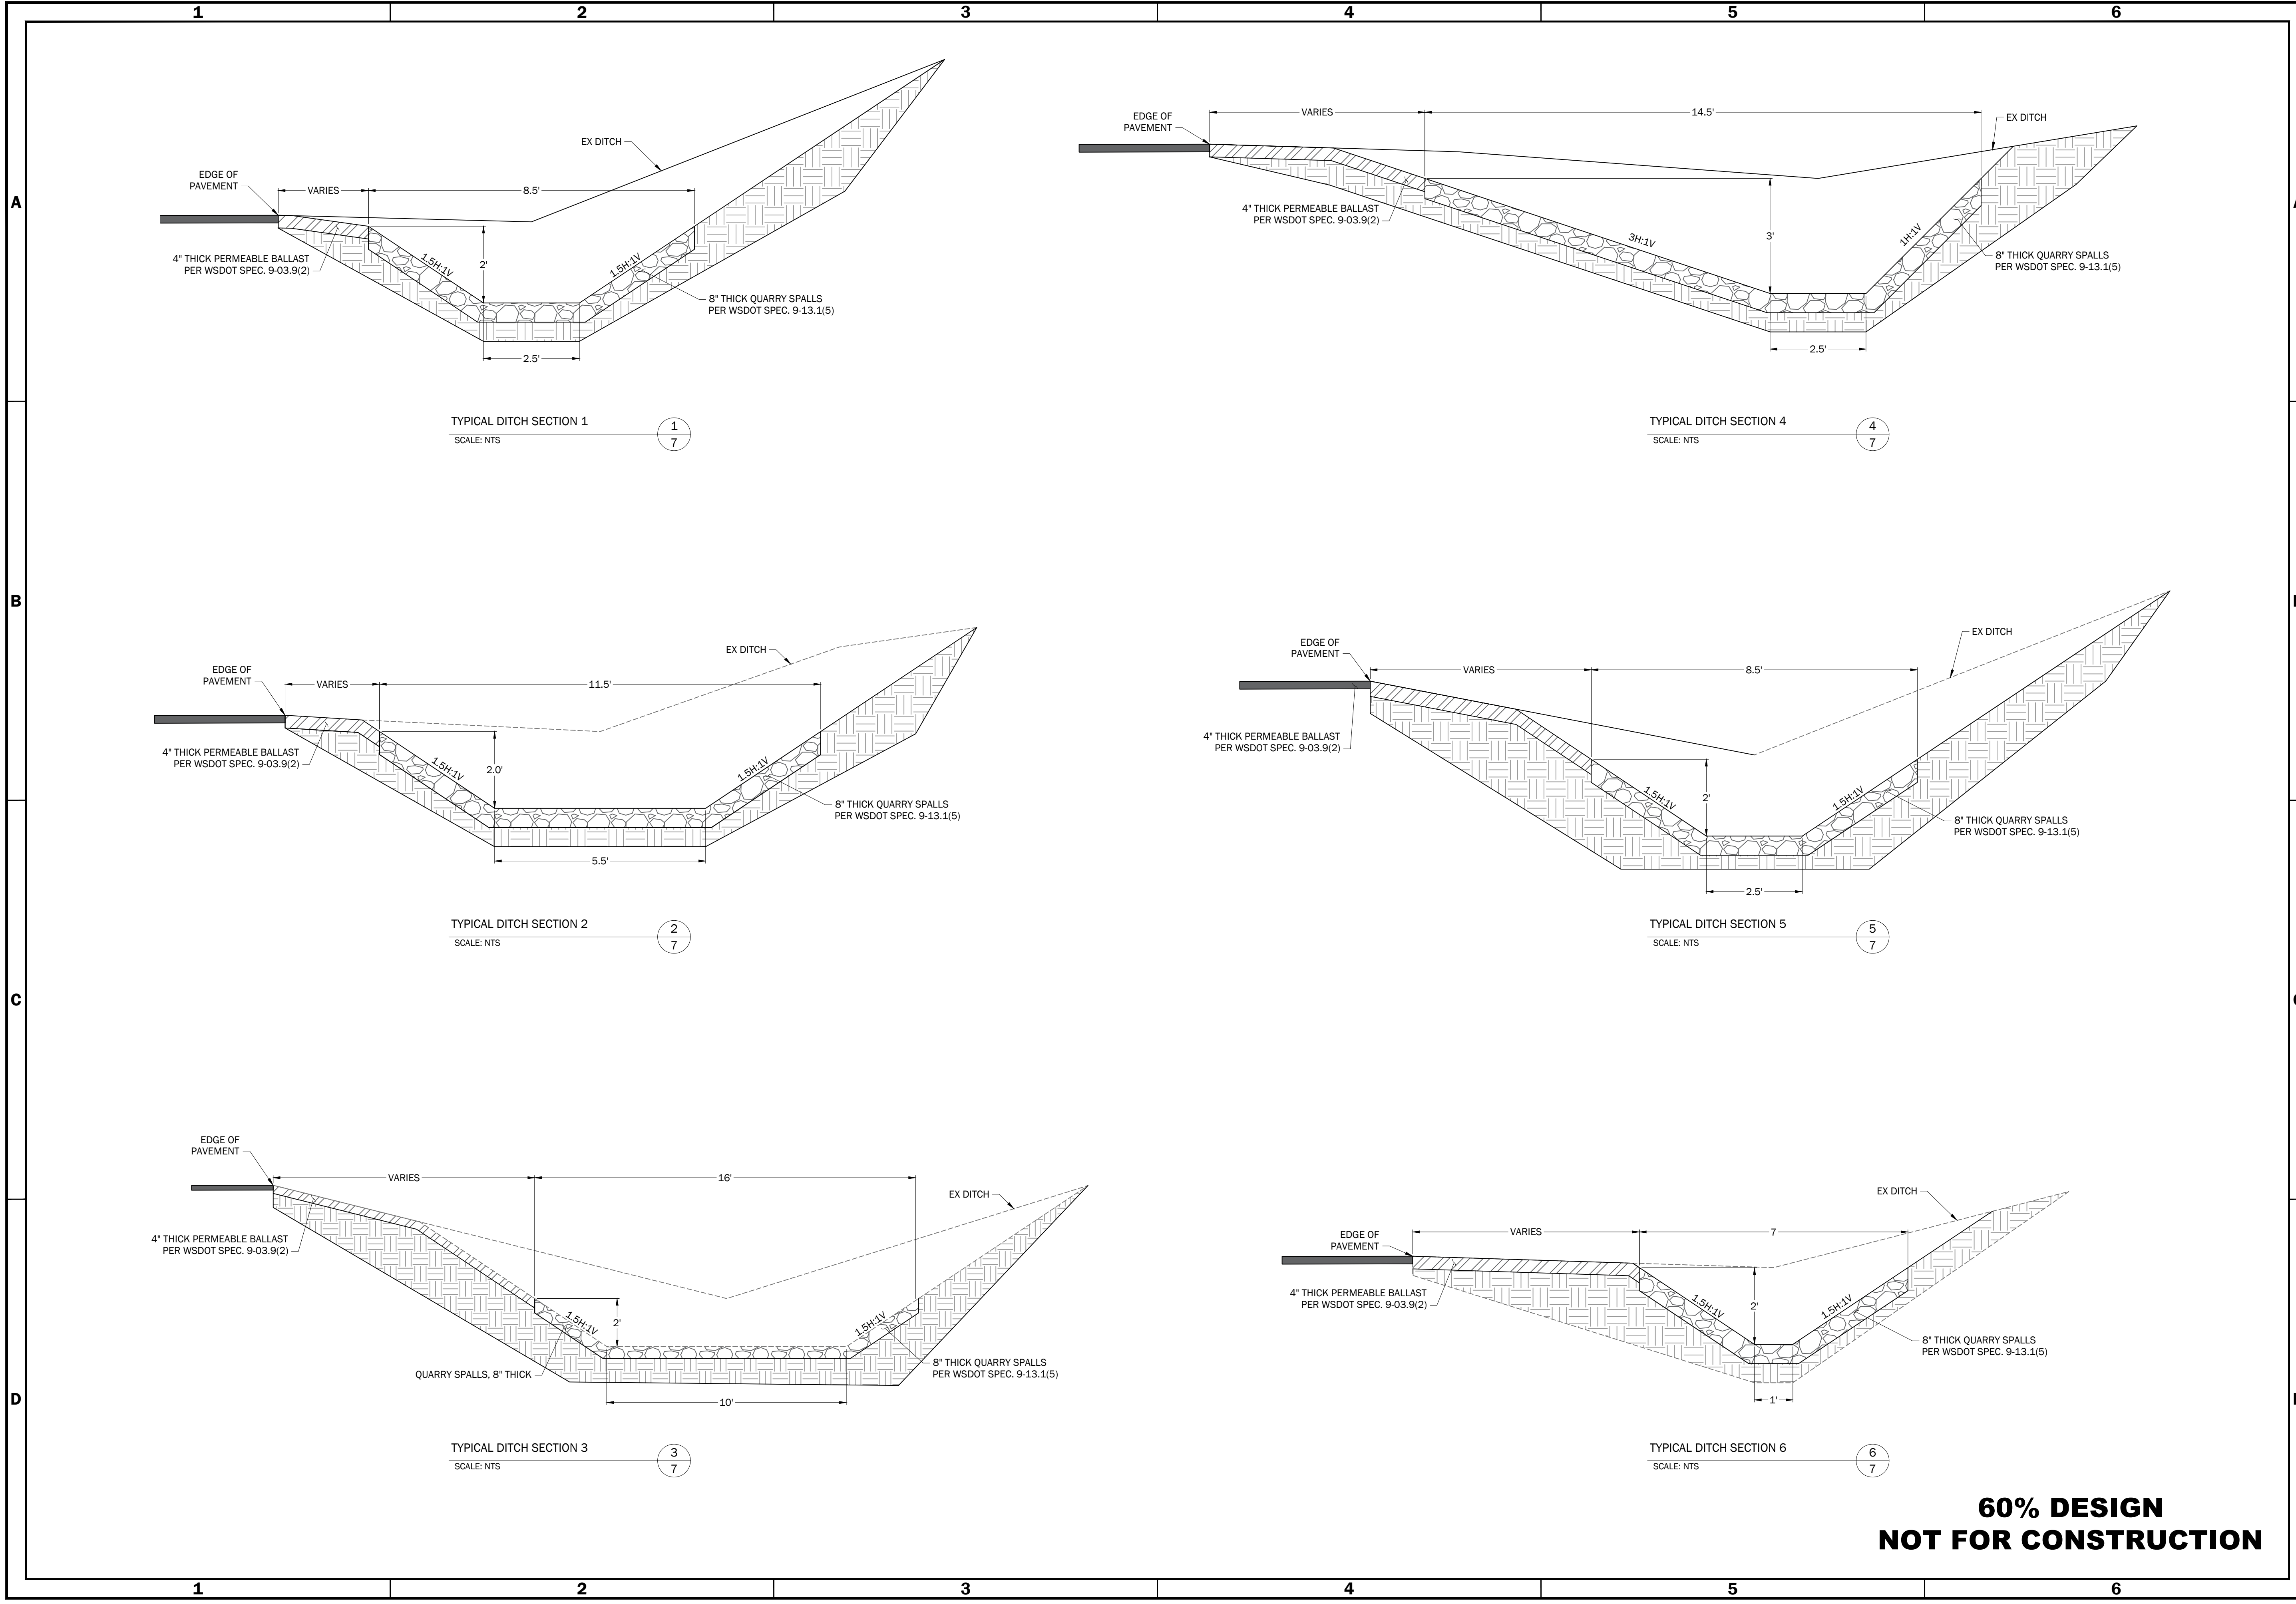 1 2 3 4 5 6
A
B
C
D
EX DITCH
EDGE OF
PAVEMENT
VARIES
8.5'
4" THICK PERMEABLE BALLAST
PER WSDOT SPEC. 9-03.9(2)
1.5H:1V
2'
1.5H:1V
8" THICK QUARRY SPALLS
PER WSDOT SPEC. 9-13.1(5)
2.5'
TYPICAL DITCH SECTION 1
SCALE: NTS
1
7
EDGE OF
PAVEMENT
VARIES
14.5'
EX DITCH
4" THICK PERMEABLE BALLAST
PER WSDOT SPEC. 9-03.9(2)
3H:1V
3'
1H:1V
8" THICK QUARRY SPALLS
PER WSDOT SPEC. 9-13.1(5)
2.5'
TYPICAL DITCH SECTION 4
SCALE: NTS
4
7
EX DITCH
EDGE OF
PAVEMENT
VARIES
11.5'
4" THICK PERMEABLE BALLAST
PER WSDOT SPEC. 9-03.9(2)
1.5H:1V
2.0'
1.5H:1V
8" THICK QUARRY SPALLS
PER WSDOT SPEC. 9-13.1(5)
5.5'
TYPICAL DITCH SECTION 2
SCALE: NTS
2
7
EX DITCH
EDGE OF
PAVEMENT
VARIES
8.5'
4" THICK PERMEABLE BALLAST
PER WSDOT SPEC. 9-03.9(2)
1.5H:1V
2'
1.5H:1V
8" THICK QUARRY SPALLS
PER WSDOT SPEC. 9-13.1(5)
2.5'
TYPICAL DITCH SECTION 5
SCALE: NTS
5
7
EDGE OF
PAVEMENT
VARIES
16'
EX DITCH
4" THICK PERMEABLE BALLAST
PER WSDOT SPEC. 9-03.9(2)
1.5H:1V
2'
1.5H:1V
QUARRY SPALLS, 8" THICK
8" THICK QUARRY SPALLS
PER WSDOT SPEC. 9-13.1(5)
10'
TYPICAL DITCH SECTION 3
SCALE: NTS
3
7
EX DITCH
EDGE OF
PAVEMENT
VARIES
7
4" THICK PERMEABLE BALLAST
PER WSDOT SPEC. 9-03.9(2)
1.5H:1V
2'
1.5H:1V
8" THICK QUARRY SPALLS
PER WSDOT SPEC. 9-13.1(5)
1'
TYPICAL DITCH SECTION 6
SCALE: NTS
6
7
60% DESIGN
NOT FOR CONSTRUCTION
1 2 3 4 5 6